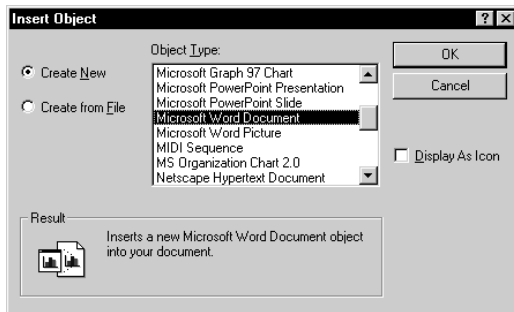 Insert Object
Object Type:
Create New
Create from File
Microsoft Graph 97 Chart
Microsoft PowerPoint Presentation
Microsoft PowerPoint Slide
Microsoft Word Document
Microsoft Word Picture
MIDI Sequence
MS Organization Chart 2.0
Netscape Hypertext Document
OK
Cancel
Display As Icon
Result
Inserts a new Microsoft Word Document object
into your document.